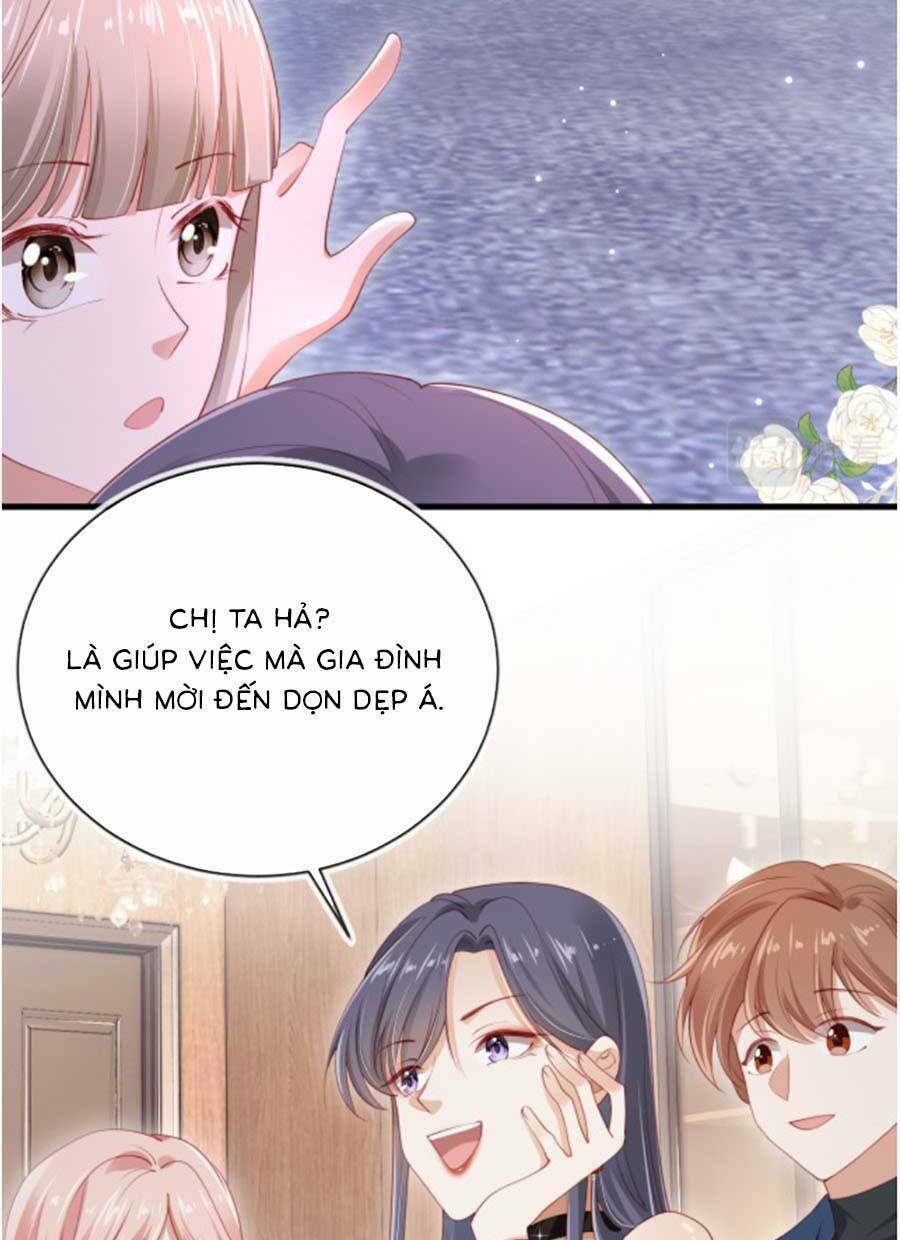 CHỊ TA HẢ?
LÀ GIÚP VIỆC MÀ GIA ĐÌNH
MÌNH MỜI ĐẾN DỌN DẸP Á.